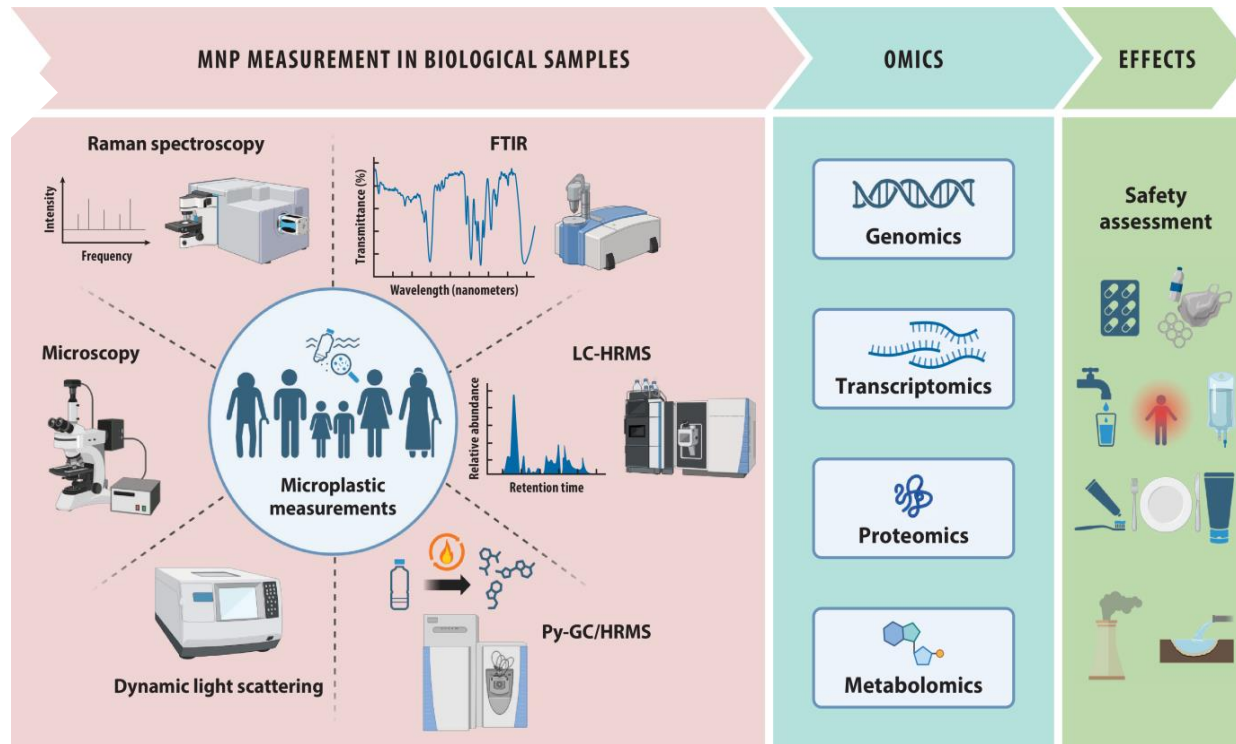 MNP MEASUREMENT IN BIOLOGICAL SAMPLES
OMICS
EFFECTS
Raman spectroscopy
Intensity
Frequency
FTIR
Transmittance (%)
Wavelength (nanometers)
Microscopy
Microplastic
measurements
LC-HRMS
Relative abundance
Retention time
Dynamic light scattering
Py-GC/HRMS
Genomics
Transcriptomics
Proteomics
Metabolomics
Safety
assessment